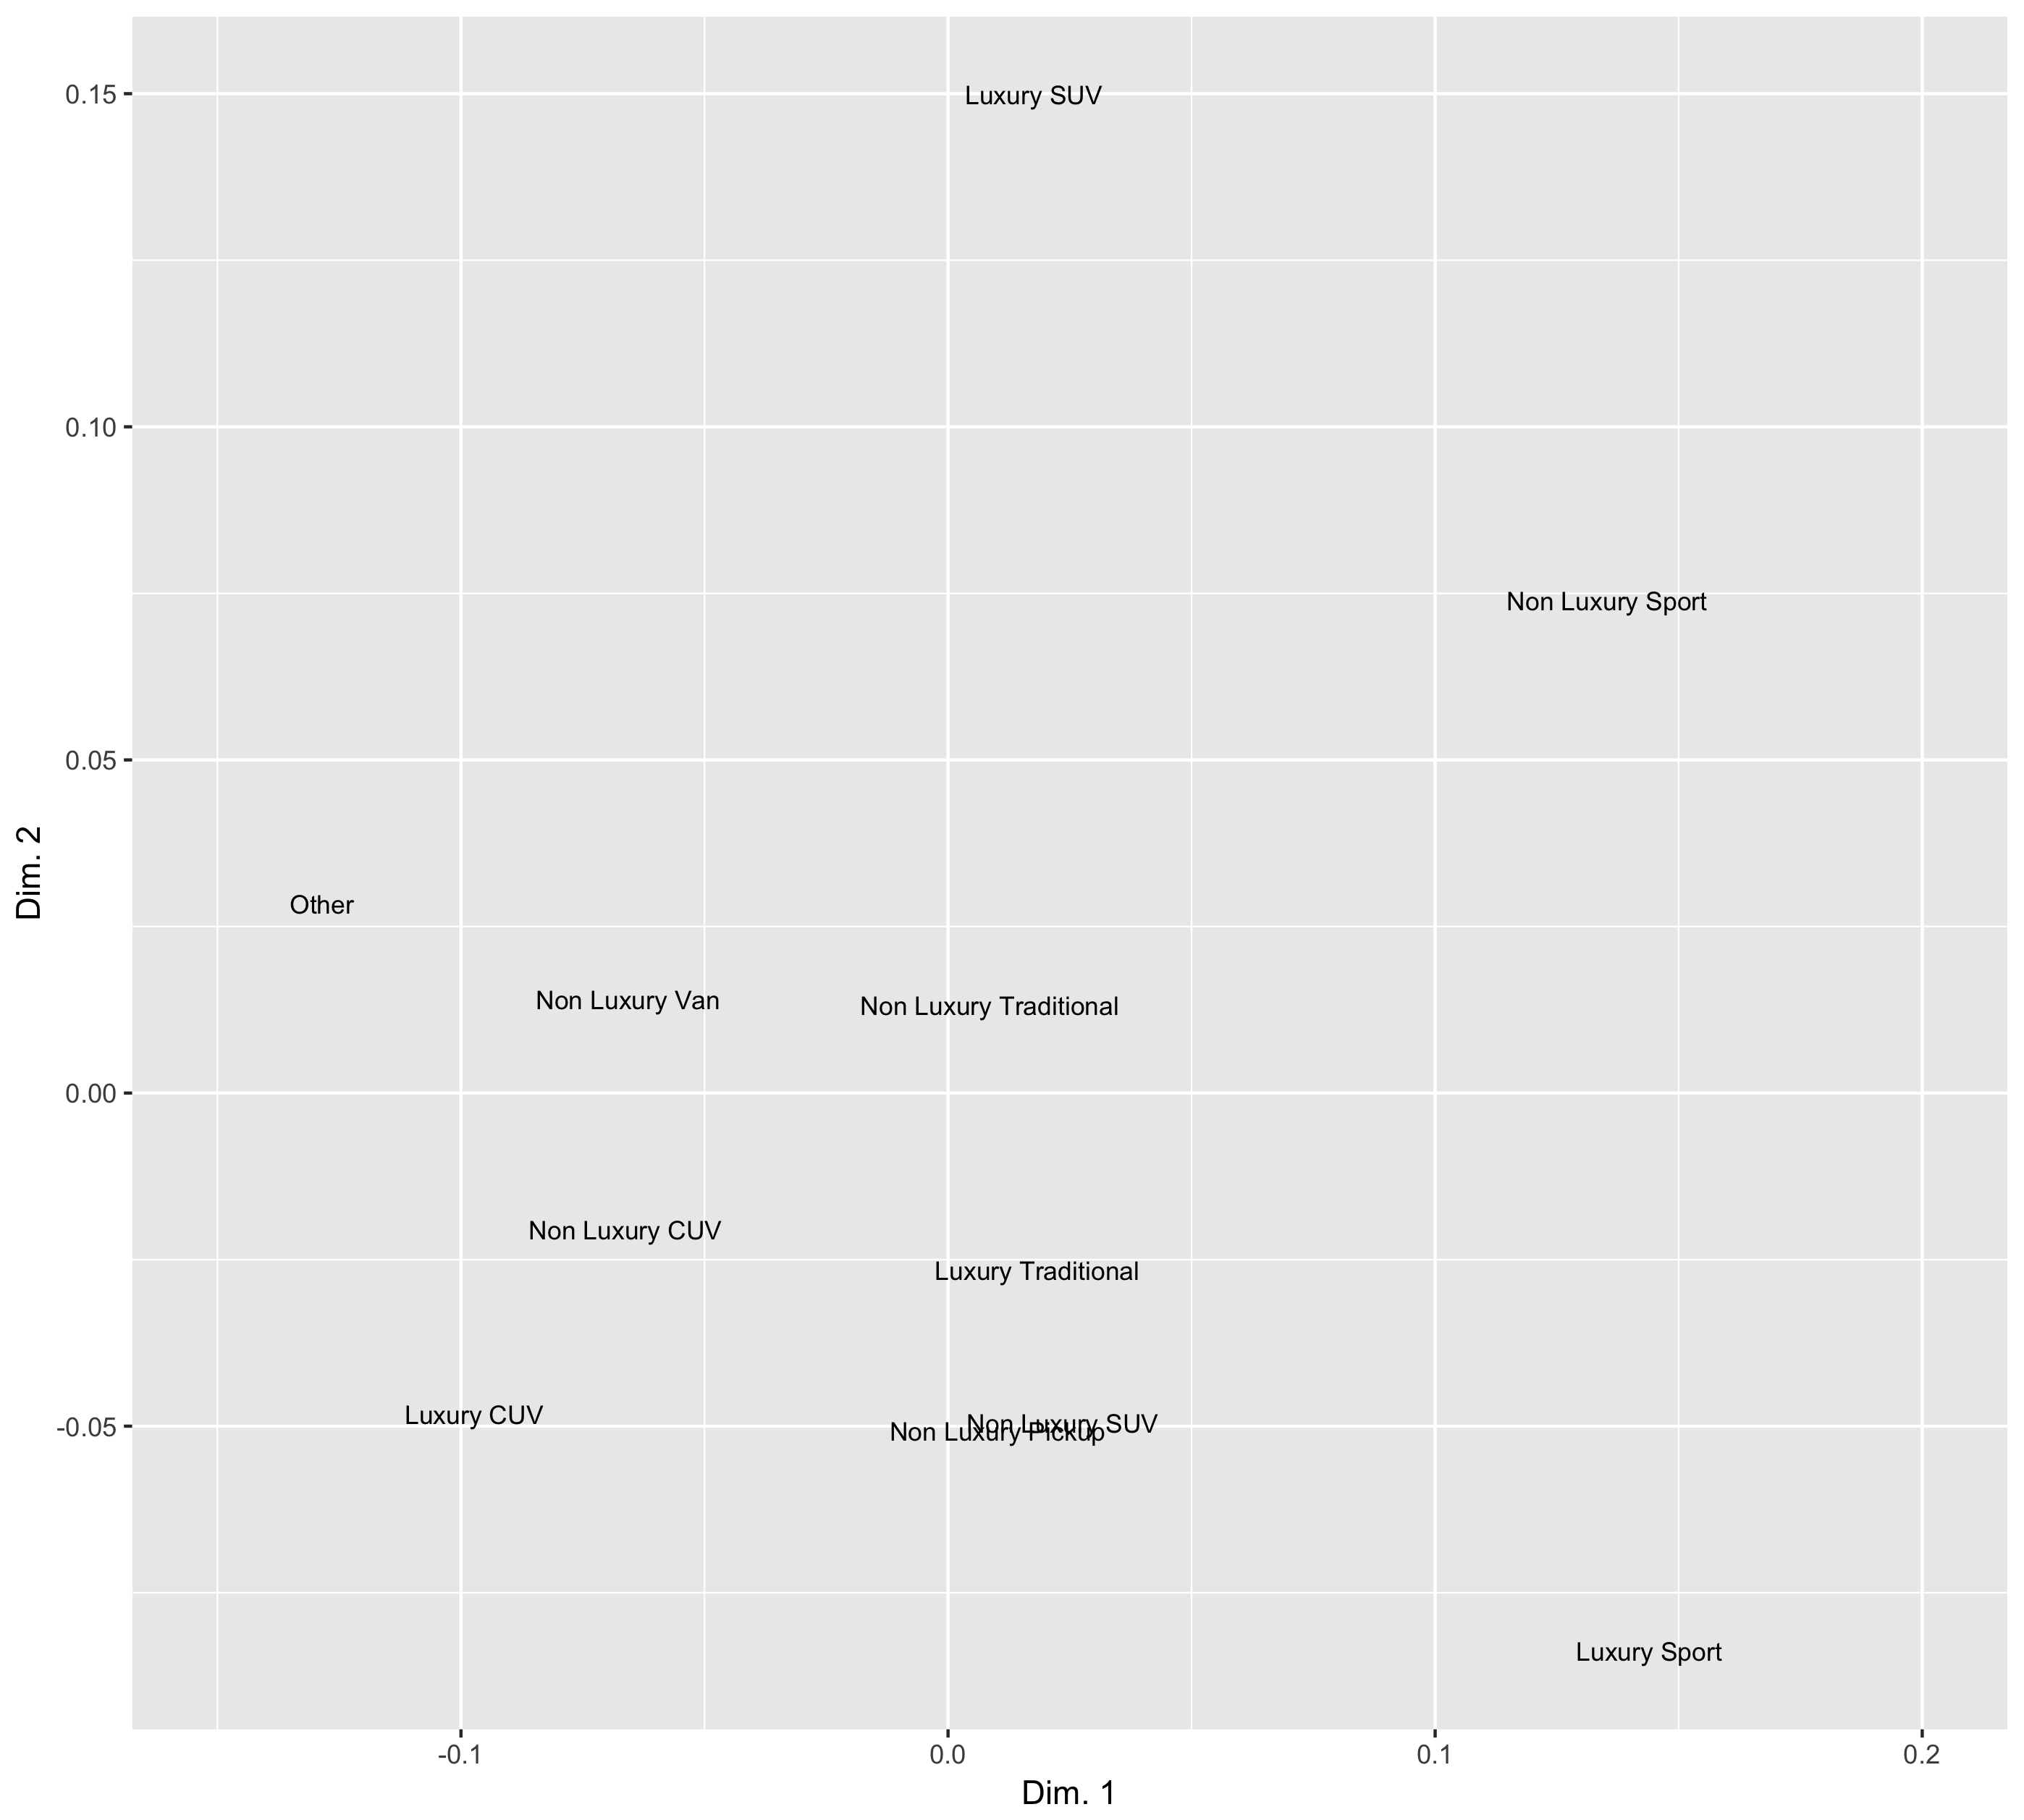 0.15
Luxury SUV
0.10
Non Luxury Sport
0.05
Dim. 2
Other
Non Luxury Van
Non Luxury Traditional
0.00
Non Luxury CUV
Luxury Traditional
Luxury CUV
Non Luxury SUV
-0.05
Non Luxury Pickup
Luxury Sport
-0.1 0.0 0.1 0.2
Dim. 1